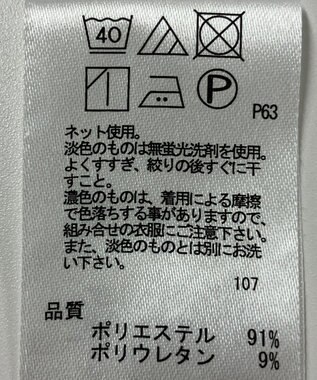 40
P
P63
ネット使用。
淡色のものは無蛍光洗剤を使用。
よくすすぎ、絞りの後すぐに干
すこと。
濃色のものは、着用による摩擦
で色落ちする事がありますので、
組み合せの衣服にご注意下さい。
また、淡色のものとは別にお洗
い下さい。
107
品質
ポリエステル 91%
ポリウレタン 9%